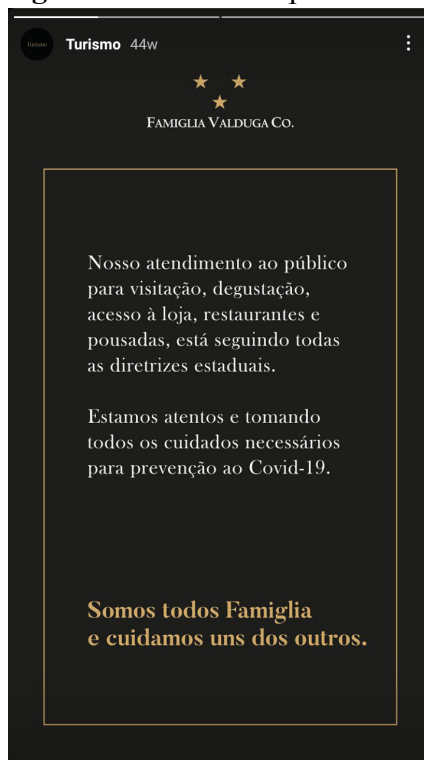 Turismo 44w
FAMIGLIA VALDUGA CO.
Nosso atendimento ao público
para visitação, degustação,
acesso à loja, restaurantes e
pousadas, está seguindo todas
as diretrizes estaduais.
Estamos atentos e tomando
todos os cuidados necessários
para prevenção ao Covid-19.
Somos todos Famiglia
e cuidamos uns dos outros.